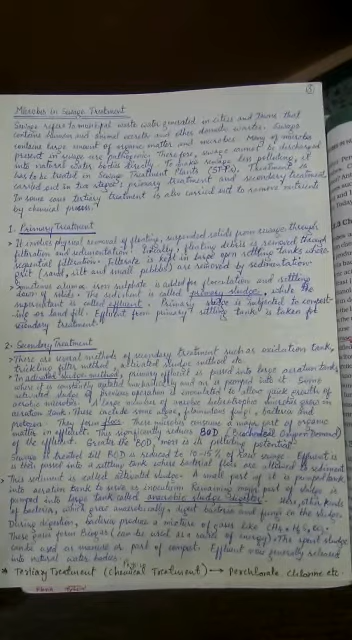 Microbes in Sewage Treatment
Sewage refers to municipal waste water generated in cities and towns that
contains human and animal excreta and other domestic wastes. Sewage
contains large amount of organic matter and microbes. Many of microbes
present in sewage are pathogenic. Therefore, sewage cannot be discharged
into natural water bodies directly. To make sewage less polluting, it
has to be treated in Sewage Treatment Plants (STPs). Treatment is
carried out in two steps: primary treatment and secondary treatment.
In some cases tertiary treatment is also carried out to remove nutrients
by chemical process.
1. Primary Treatment
It involves physical removal of floating, suspended solids from sewage through
filtration and sedimentation. Initially, floating debris is removed through
sequential filtration. Filtrate is kept in large open settling tanks where
grit (sand, silt and small pebbles) are removed by sedimentation.
Sometimes alum or iron sulphate is added for flocculation and settling
down of solids. The sediment is called primary sludge, while the
supernatant is called effluent. Primary sludge is subjected to compost-
ing or land fill. Effluent from primary settling tank is taken for
secondary treatment.
2. Secondary Treatment
There are several methods of secondary treatment such as oxidation tank,
trickling filter method, activated sludge method etc.
In activated sludge method, primary effluent is passed into large aeration tank,
where it is constantly agitated mechanically and air is pumped into it. Some
activated sludge of previous operation is inoculated to allow quick growth of
aerobic microbes. A large number of aerobic heterotrophic microbes grow in
aeration tank. These include some algae, filamentous fungi, bacteria and
protozoa. They form flocs. These microbes consume a major part of organic
matter in effluent. This significantly reduces BOD (Biochemical Oxygen Demand)
of the effluent. Greater the BOD, more is its polluting potential.
Sewage is treated till BOD is reduced to 10-15% of raw sewage. Effluent is
then passed into a settling tank where bacterial flocs are allowed to sediment
This sediment is called activated sludge. A small part of it is pumped back
into aeration tank to serve as inoculum. Remaining major part of sludge is
pumped into large tank called anaerobic sludge digester. Here, other kinds
of bacteria, which grow anaerobically, digest bacteria and fungi in the sludge.
During digestion, bacteria produce a mixture of gases like CH₄, H₂S, CO₂.
These gases form Biogas (can be used as a source of energy). The spent sludge
can be used as manure or part of compost. Effluent was generally released
into natural water bodies.
* Tertiary Treatment (Chemical Treatment) → Perchlorate, Chlorine etc.